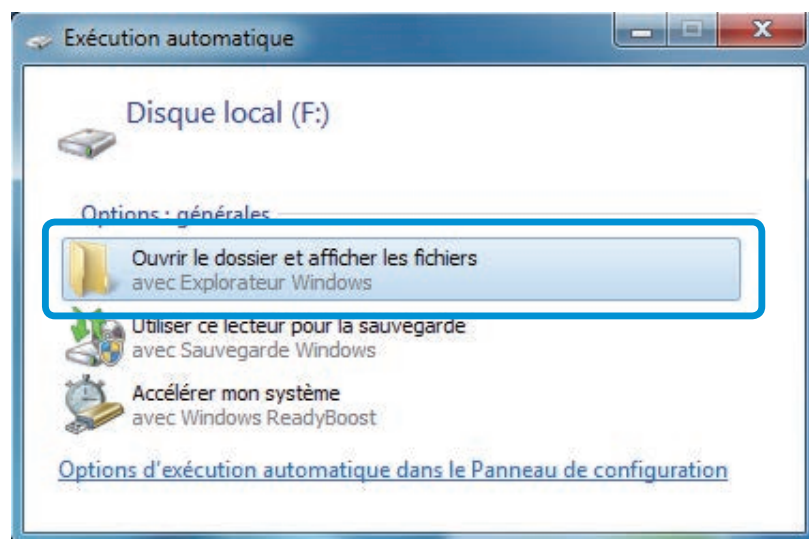 Exécution automatique
Disque local (F:)
Options : générales
Ouvrir le dossier et afficher les fichiers
avec Explorateur Windows
Utiliser ce lecteur pour la sauvegarde
avec Sauvegarde Windows
Accélérer mon système
avec Windows ReadyBoost
Options d'exécution automatique dans le Panneau de configuration